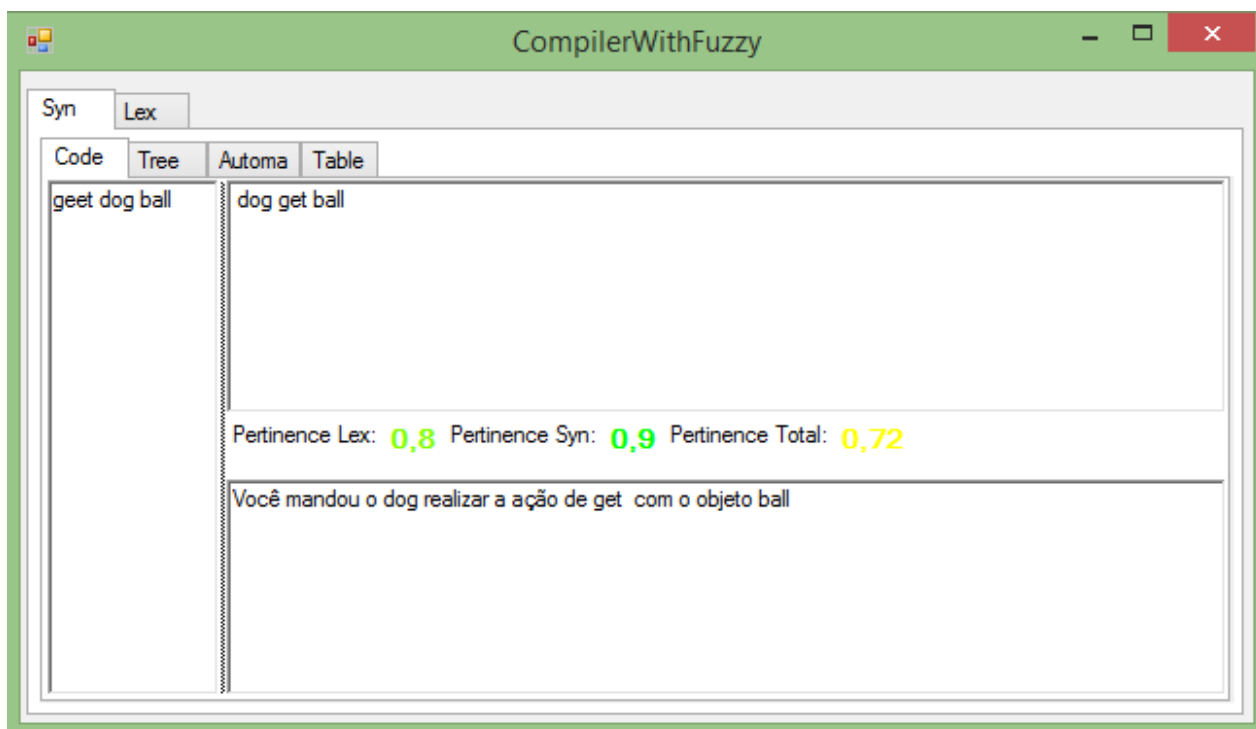 CompilerWithFuzzy
Syn Lex
Code Tree Automa Table
geet dog ball
dog get ball
Pertinence Lex: 0,8 Pertinence Syn: 0,9 Pertinence Total: 0,72
Você mandou o dog realizar a ação de get  com o objeto ball